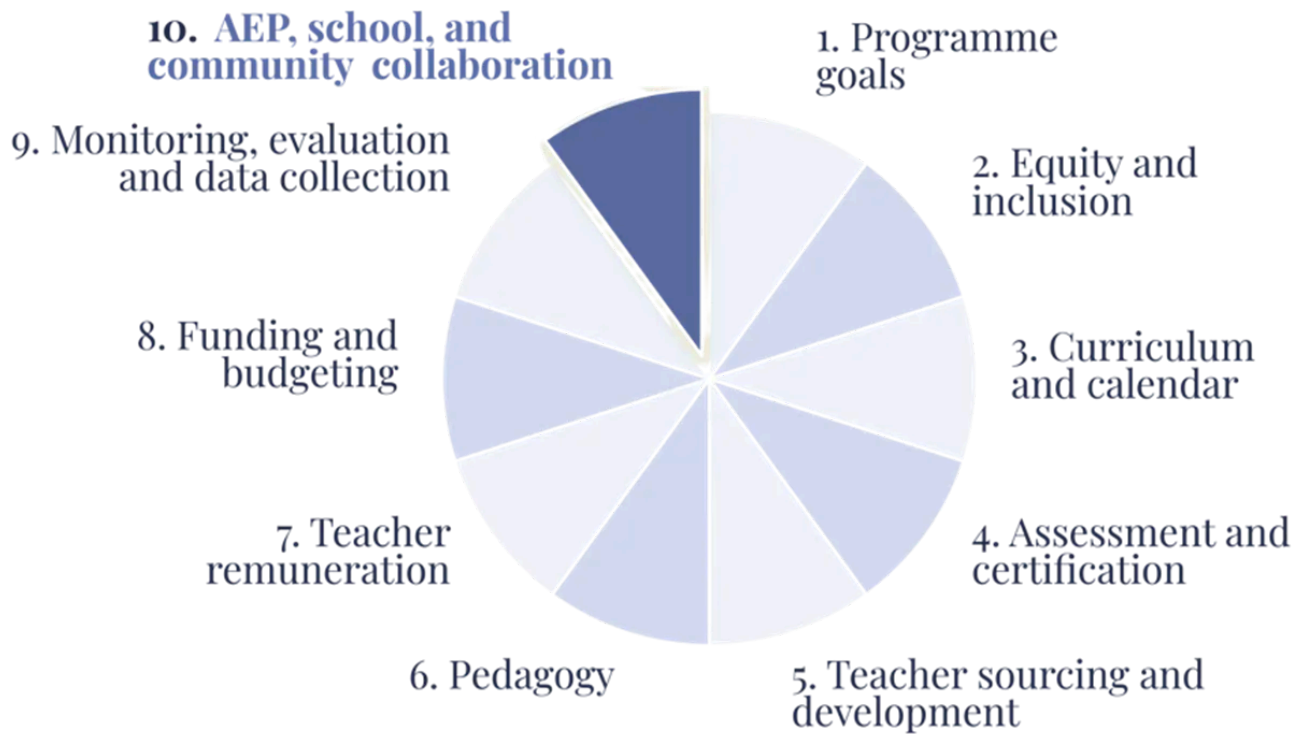 10. AEP, school, and
community collaboration
1. Programme
goals
2. Equity and
inclusion
3. Curriculum
and calendar
4. Assessment and
certification
5. Teacher sourcing and
development
6. Pedagogy
7. Teacher
remuneration
8. Funding and
budgeting
9. Monitoring, evaluation
and data collection